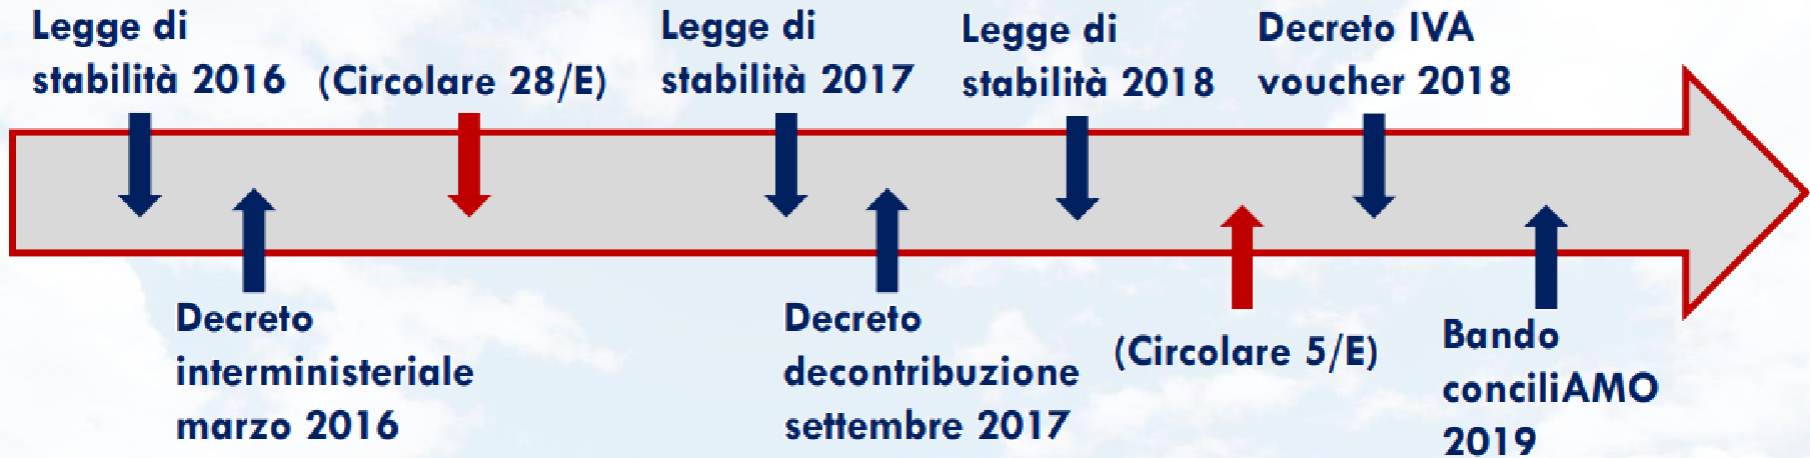 Legge di
stabilità 2016
(Circolare 28/E)
Legge di
stabilità 2017
Legge di
stabilità 2018
Decreto IVA
voucher 2018
Decreto
interministeriale
marzo 2016
Decreto
decontribuzione
settembre 2017
(Circolare 5/E)
Bando
conciliAMO
2019